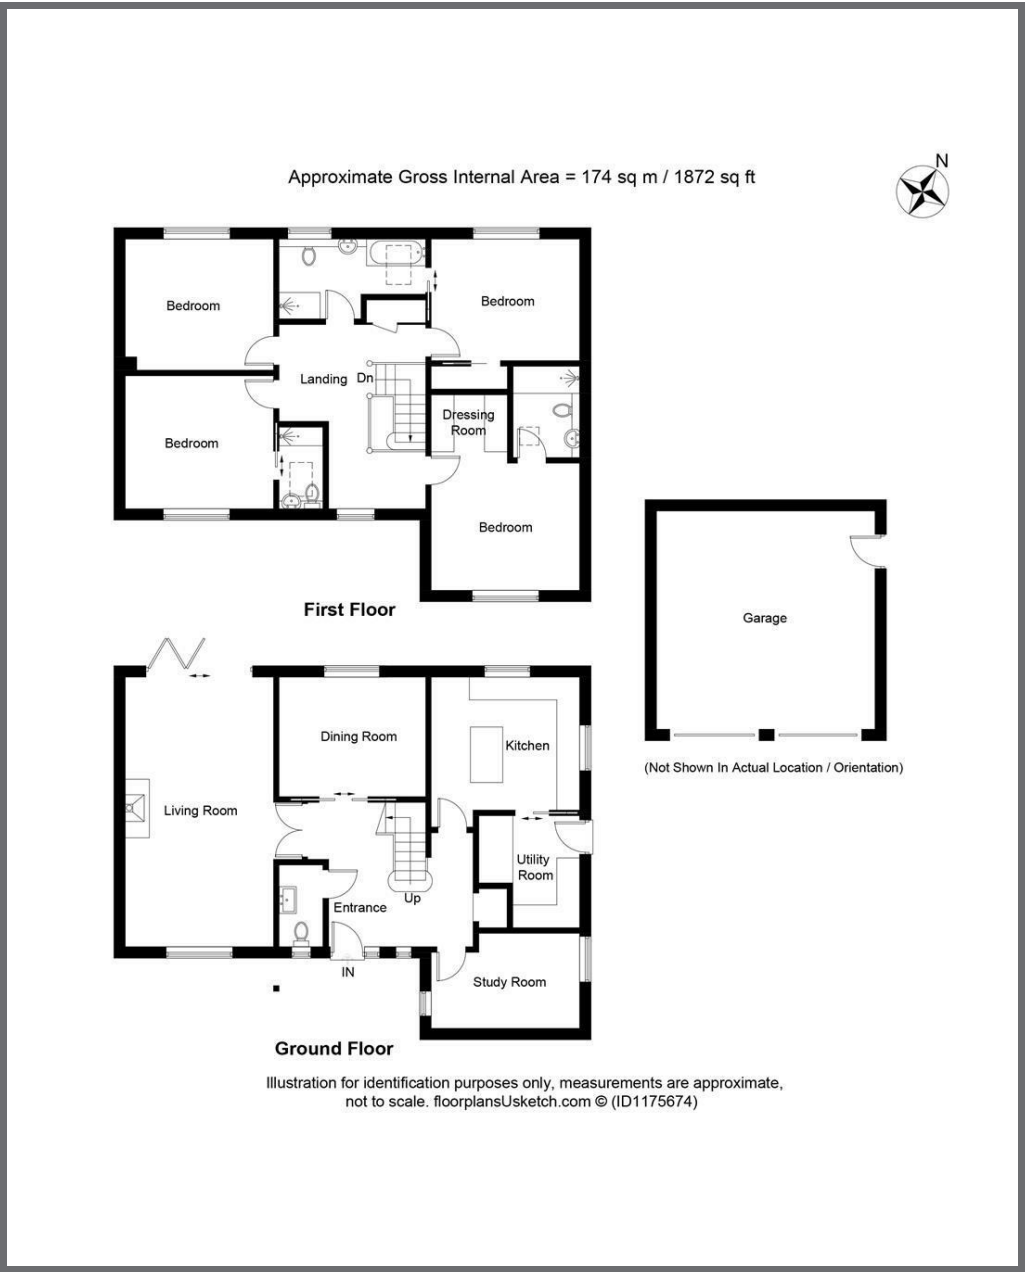 N
Approximate Gross Internal Area = 174 sq m / 1872 sq ft
Bedroom
Bedroom
Landing
Dn
Dressing
Room
Bedroom
Bedroom
First Floor
Garage
(Not Shown In Actual Location / Orientation)
Dining Room
Kitchen
Living Room
Utility
Room
Up
Entrance
IN
Study Room
Ground Floor
Illustration for identification purposes only, measurements are approximate,
not to scale. floorplansUsketch.com © (ID1175674)